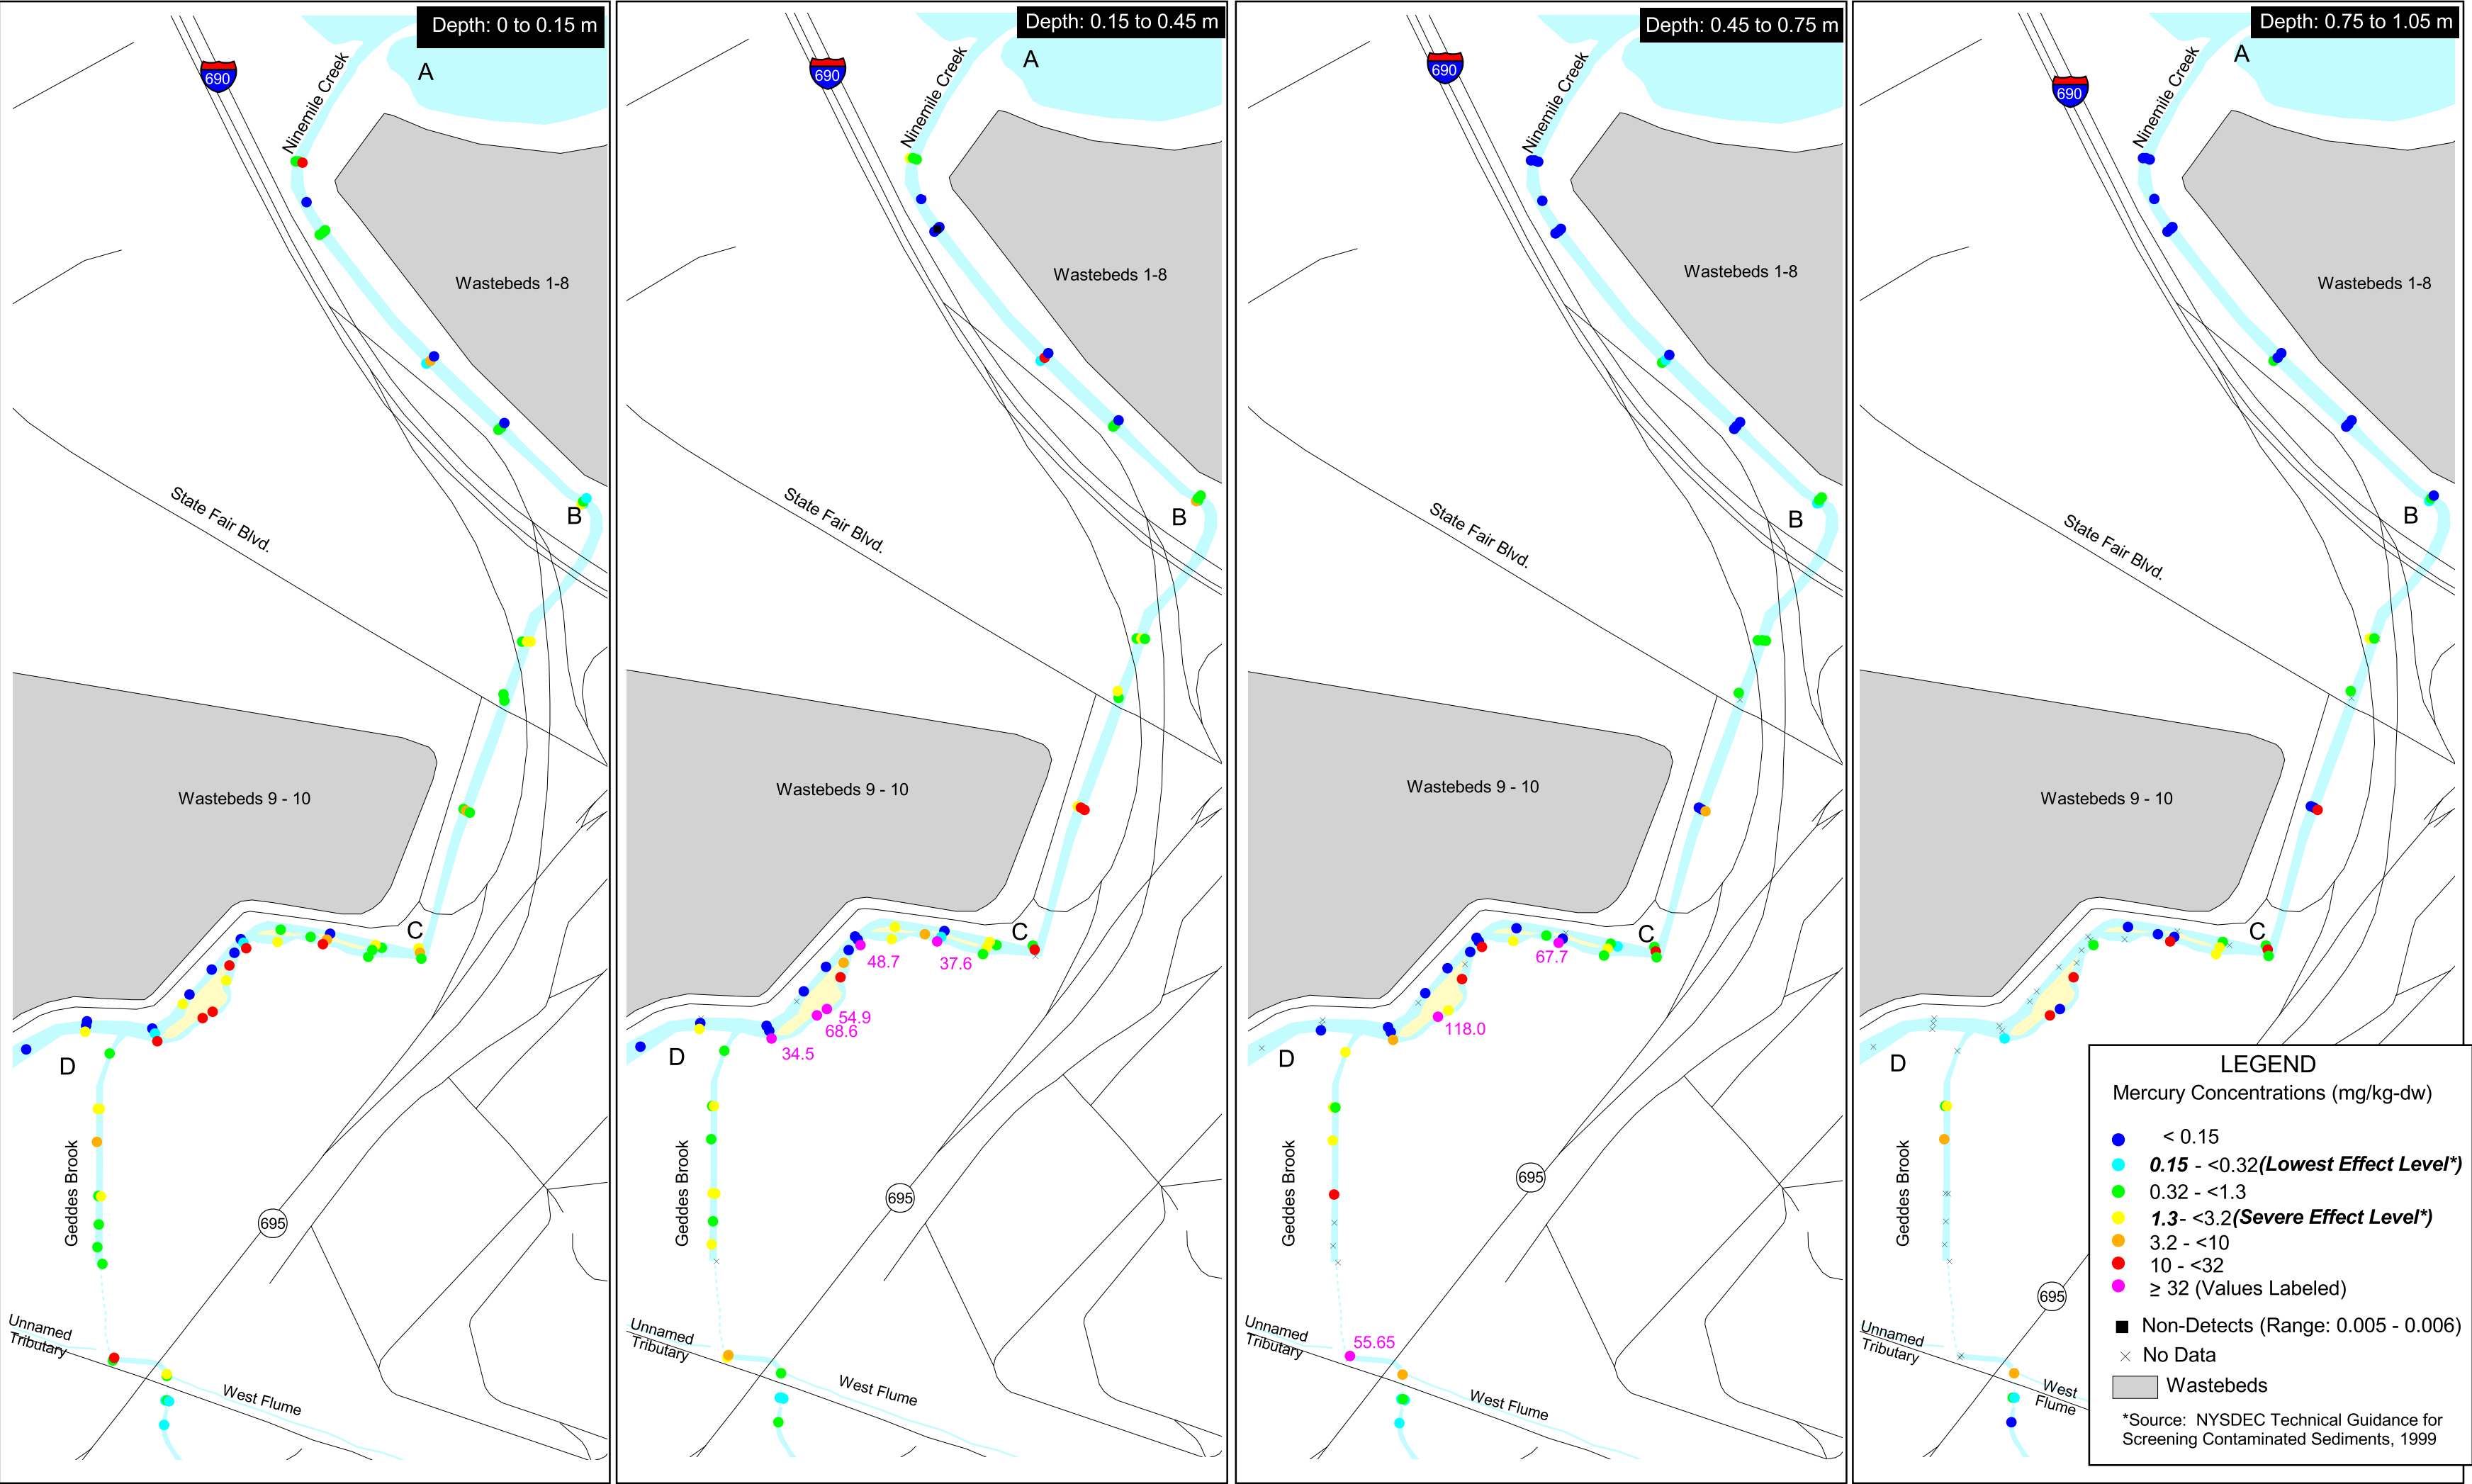 Depth: 0 to 0.15 m
A
690
Ninemile Creek
Wastebeds 1-8
B
State Fair Blvd.
Wastebeds 9 - 10
C
D
Geddes Brook
695
Unnamed
Tributary
West Flume
Depth: 0.15 to 0.45 m
A
690
Ninemile Creek
Wastebeds 1-8
B
State Fair Blvd.
Wastebeds 9 - 10
C
48.7
37.6
54.9
68.6
34.5
D
Geddes Brook
695
Unnamed
Tributary
West Flume
Depth: 0.45 to 0.75 m
690
Ninemile Creek
Wastebeds 1-8
B
State Fair Blvd.
Wastebeds 9 - 10
C
67.7
118.0
D
Geddes Brook
695
Unnamed
Tributary
55.65
West Flume
Depth: 0.75 to 1.05 m
A
690
Ninemile Creek
Wastebeds 1-8
B
State Fair Blvd.
Wastebeds 9 - 10
C
D
Geddes Brook
695
Unnamed
Tributary
West
Flume
LEGEND
Mercury Concentrations (mg/kg-dw)
< 0.15
0.15 - <0.32(Lowest Effect Level*)
0.32 - <1.3
1.3- <3.2(Severe Effect Level*)
3.2 - <10
10 - <32
≥ 32 (Values Labeled)
Non-Detects (Range: 0.005 - 0.006)
No Data
Wastebeds
*Source: NYSDEC Technical Guidance for
Screening Contaminated Sediments, 1999